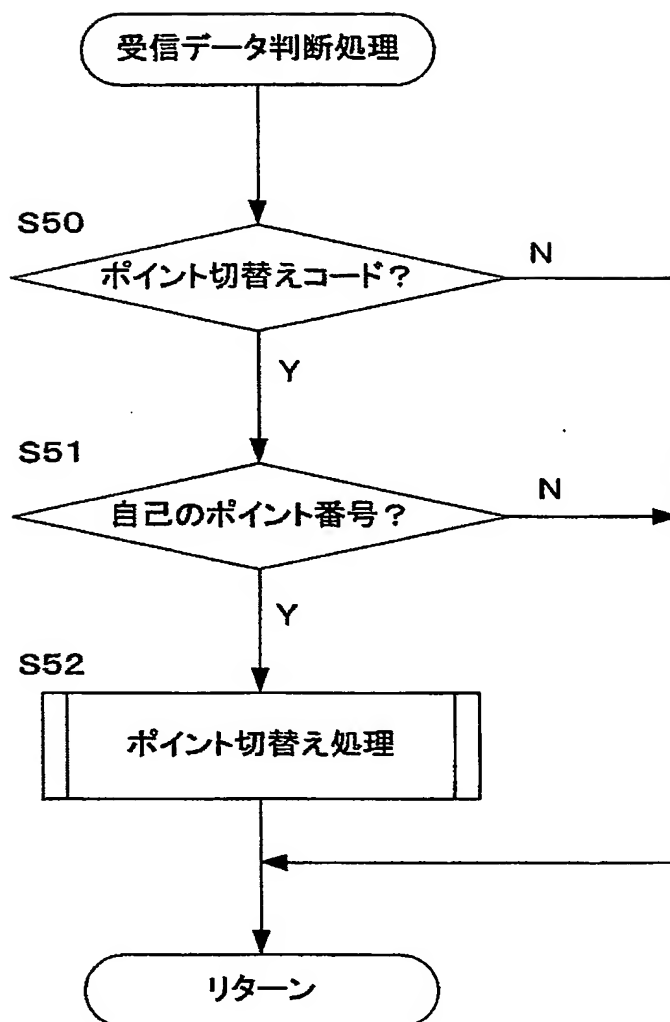 受信データ判断処理
S50
ポイント切替えコード?
N
Y
S51
自己のポイント番号?
N
Y
S52
ポイント切替え処理
リターン